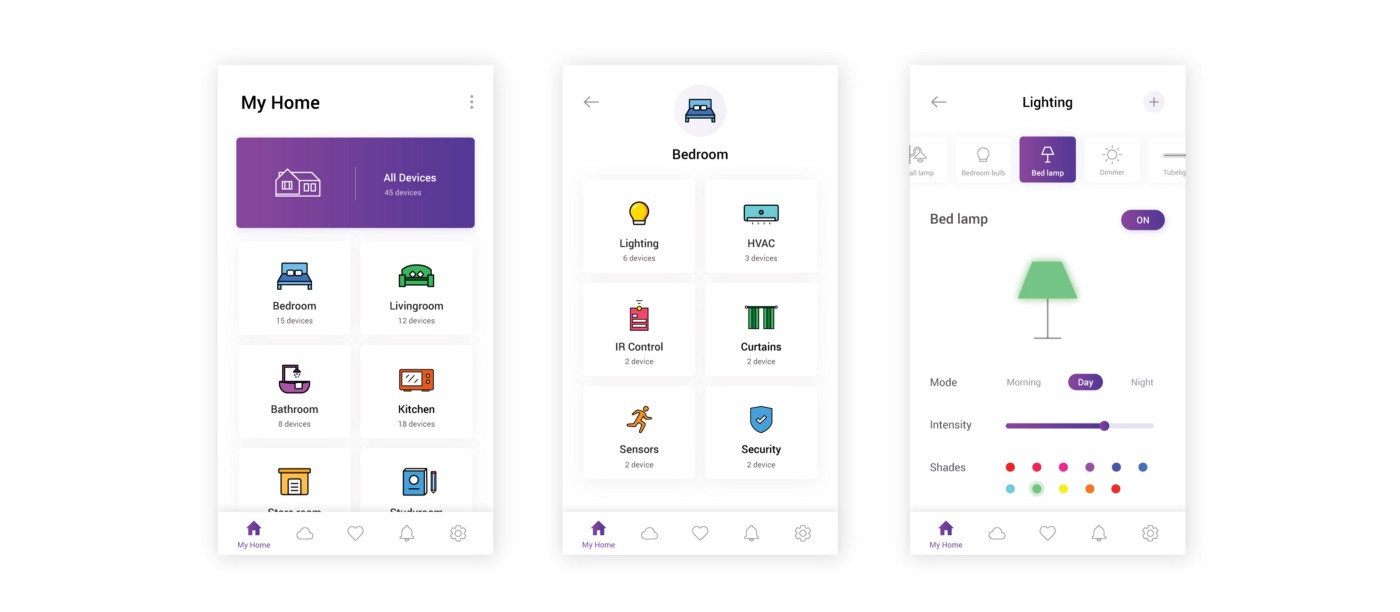 My Home
All Devices
45 devices
Bedroom
15 devices
Livingroom
12 devices
Bathroom
8 devices
Kitchen
18 devices
Store room
Studyroom
My Home
Bedroom
Lighting
6 devices
HVAC
3 devices
IR Control
2 device
Curtains
2 device
Sensors
2 device
Security
2 device
My Home
Lighting
all lamp
Bedroom bulb
Bed lamp
Dimmer
Tubelig
Bed lamp
ON
Mode
Morning
Day
Night
Intensity
Shades
My Home